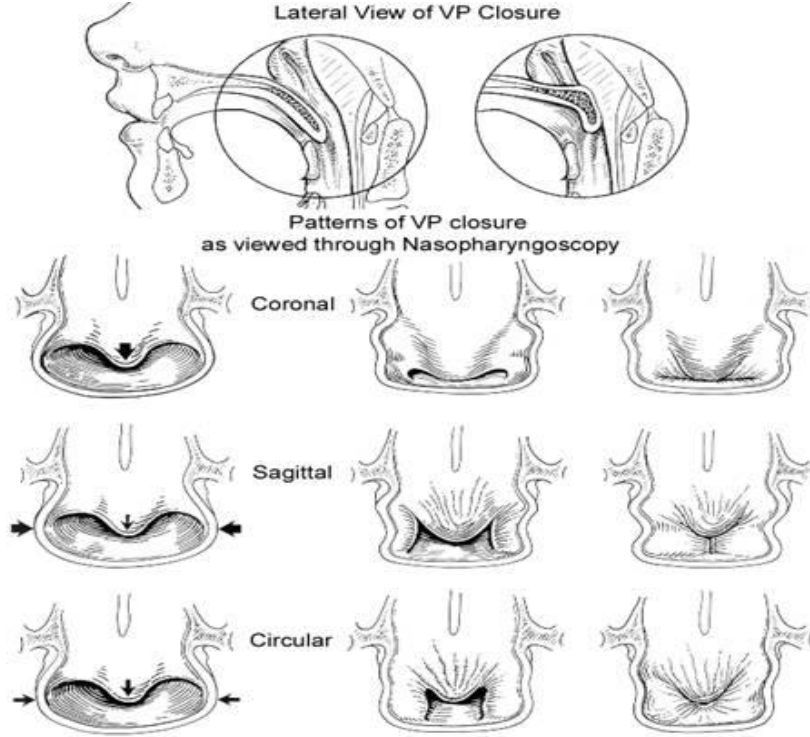 Lateral View of VP Closure
Patterns of VP closure
as viewed through Nasopharyngoscopy
Coronal
Sagittal
Circular